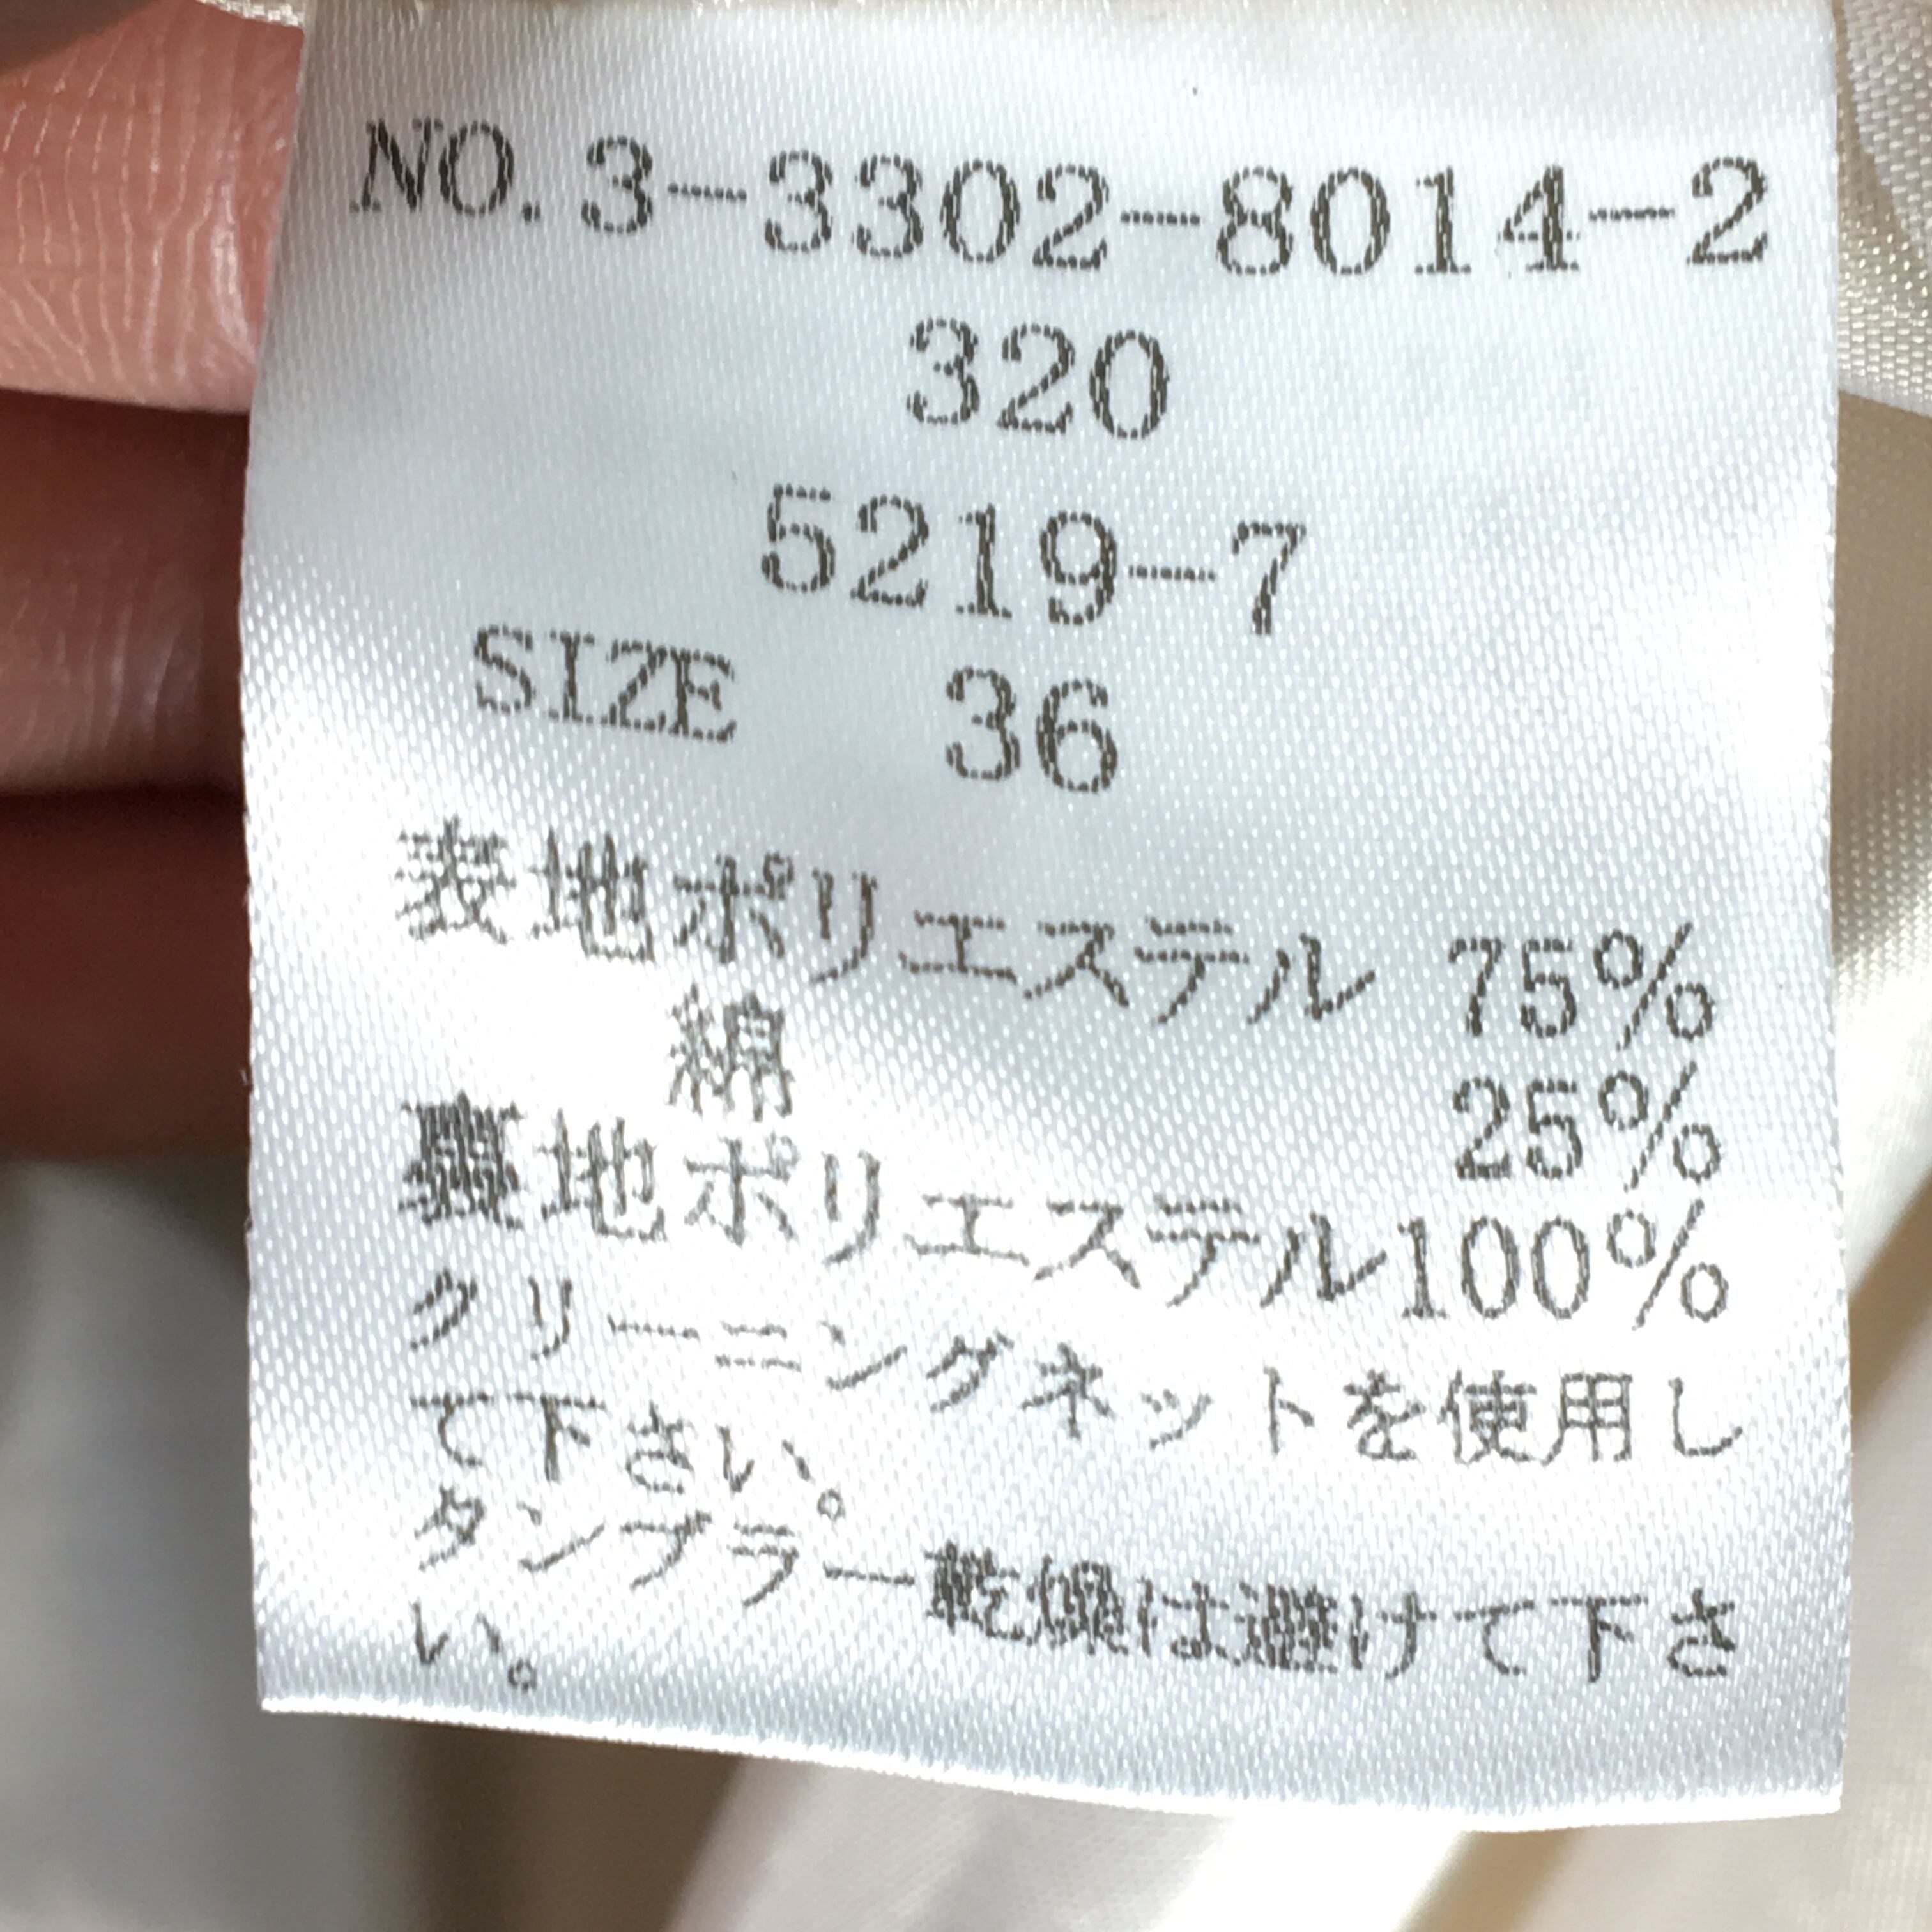 NO.3-3302-8014-2
320
5219-7
SIZE 36
表地ポリエステル 75%
綿 25%
裏地ポリエステル100%
クリーニングネットを使用し
て下さい。
タンブラー乾燥は避けて下さ
い。